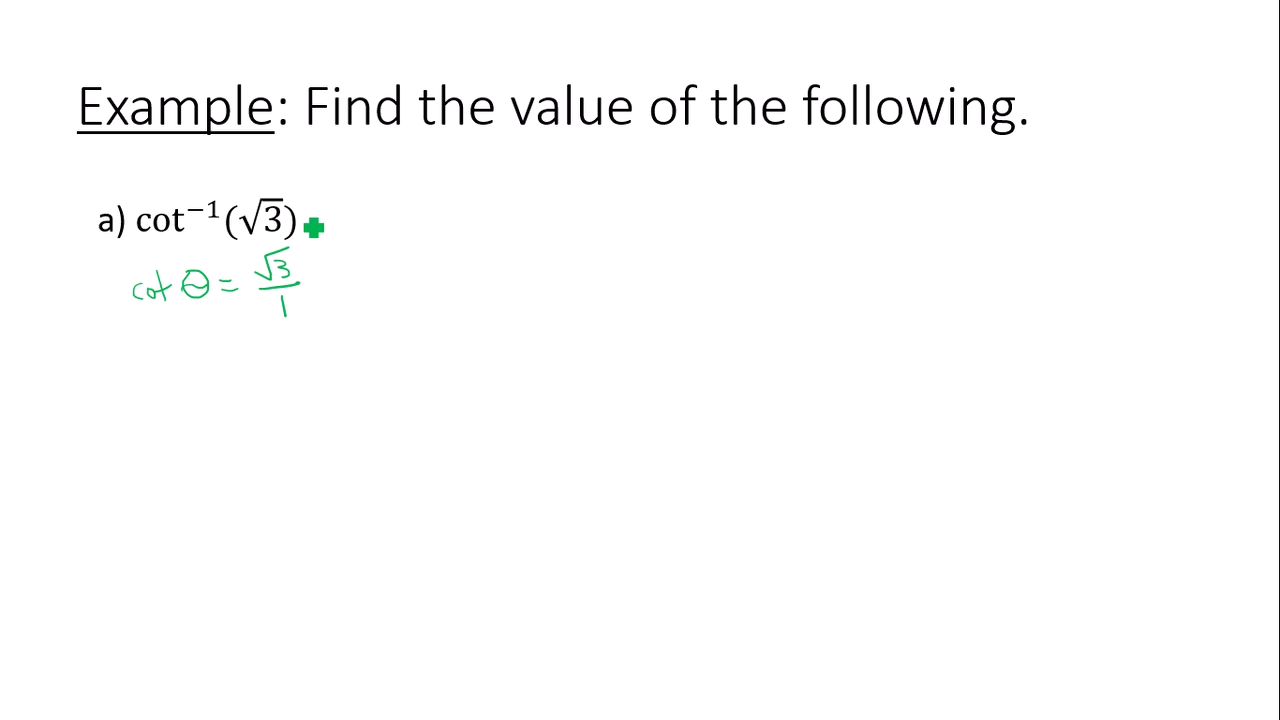 Example: Find the value of the following.
a) cot⁻¹(√3)
cot θ = √3/1